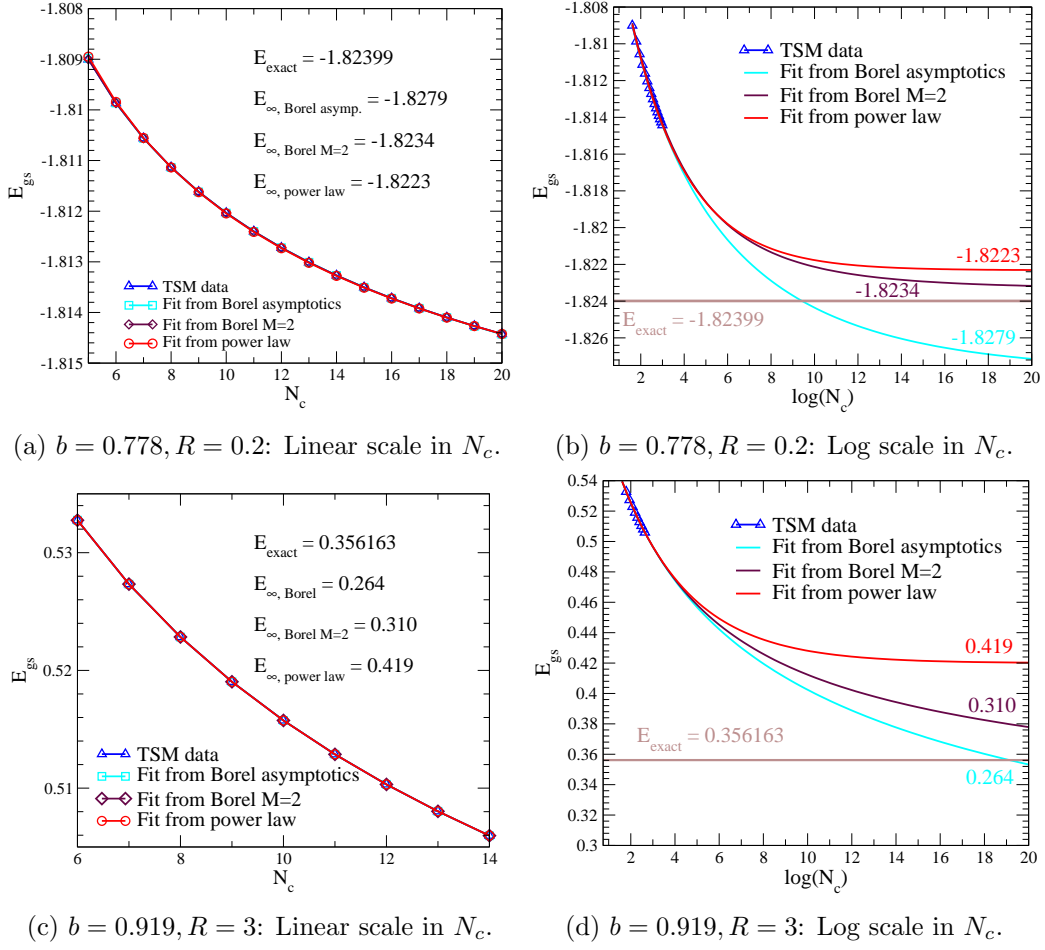 -1.808
-1.809
-1.81
-1.811
-1.812
-1.813
-1.814
-1.815
E_gs
6 8 10 12 14 16 18 20
N_c
E_exact = -1.82399
E_∞, Borel asymp. = -1.8279
E_∞, Borel M=2 = -1.8234
E_∞, power law = -1.8223
TSM data
Fit from Borel asymptotics
Fit from Borel M=2
Fit from power law
(a) b = 0.778, R = 0.2: Linear scale in N_c.
-1.808
-1.81
-1.812
-1.814
-1.816
-1.818
-1.82
-1.822
-1.824
-1.826
E_gs
2 4 6 8 10 12 14 16 18 20
log(N_c)
TSM data
Fit from Borel asymptotics
Fit from Borel M=2
Fit from power law
-1.8223
-1.8234
E_exact = -1.82399
-1.8279
(b) b = 0.778, R = 0.2: Log scale in N_c.
0.53
0.52
0.51
E_gs
6 8 10 12 14
N_c
E_exact = 0.356163
E_∞, Borel = 0.264
E_∞, Borel M=2 = 0.310
E_∞, power law = 0.419
TSM data
Fit from Borel asymptotics
Fit from Borel M=2
Fit from power law
(c) b = 0.919, R = 3: Linear scale in N_c.
0.54
0.52
0.5
0.48
0.46
0.44
0.42
0.4
0.38
0.36
0.34
0.32
0.3
E_gs
2 4 6 8 10 12 14 16 18 20
log(N_c)
TSM data
Fit from Borel asymptotics
Fit from Borel M=2
Fit from power law
0.419
0.310
E_exact = 0.356163
0.264
(d) b = 0.919, R = 3: Log scale in N_c.